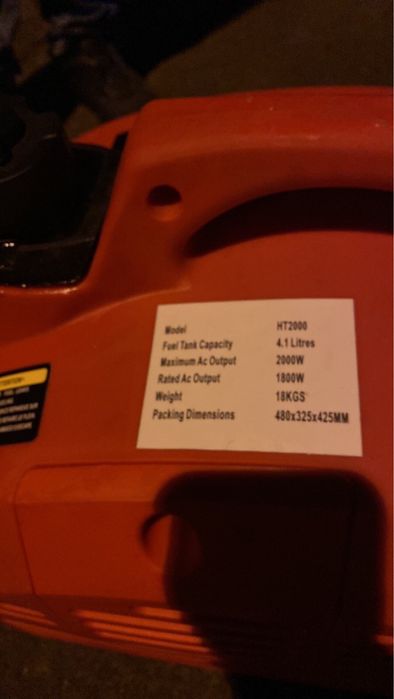 Model HT2000
Fuel Tank Capacity 4.1 Litres
Maximum Ac Output 2000W
Rated Ac Output 1800W
Weight 18KGS
Packing Dimensions 480x325x425MM